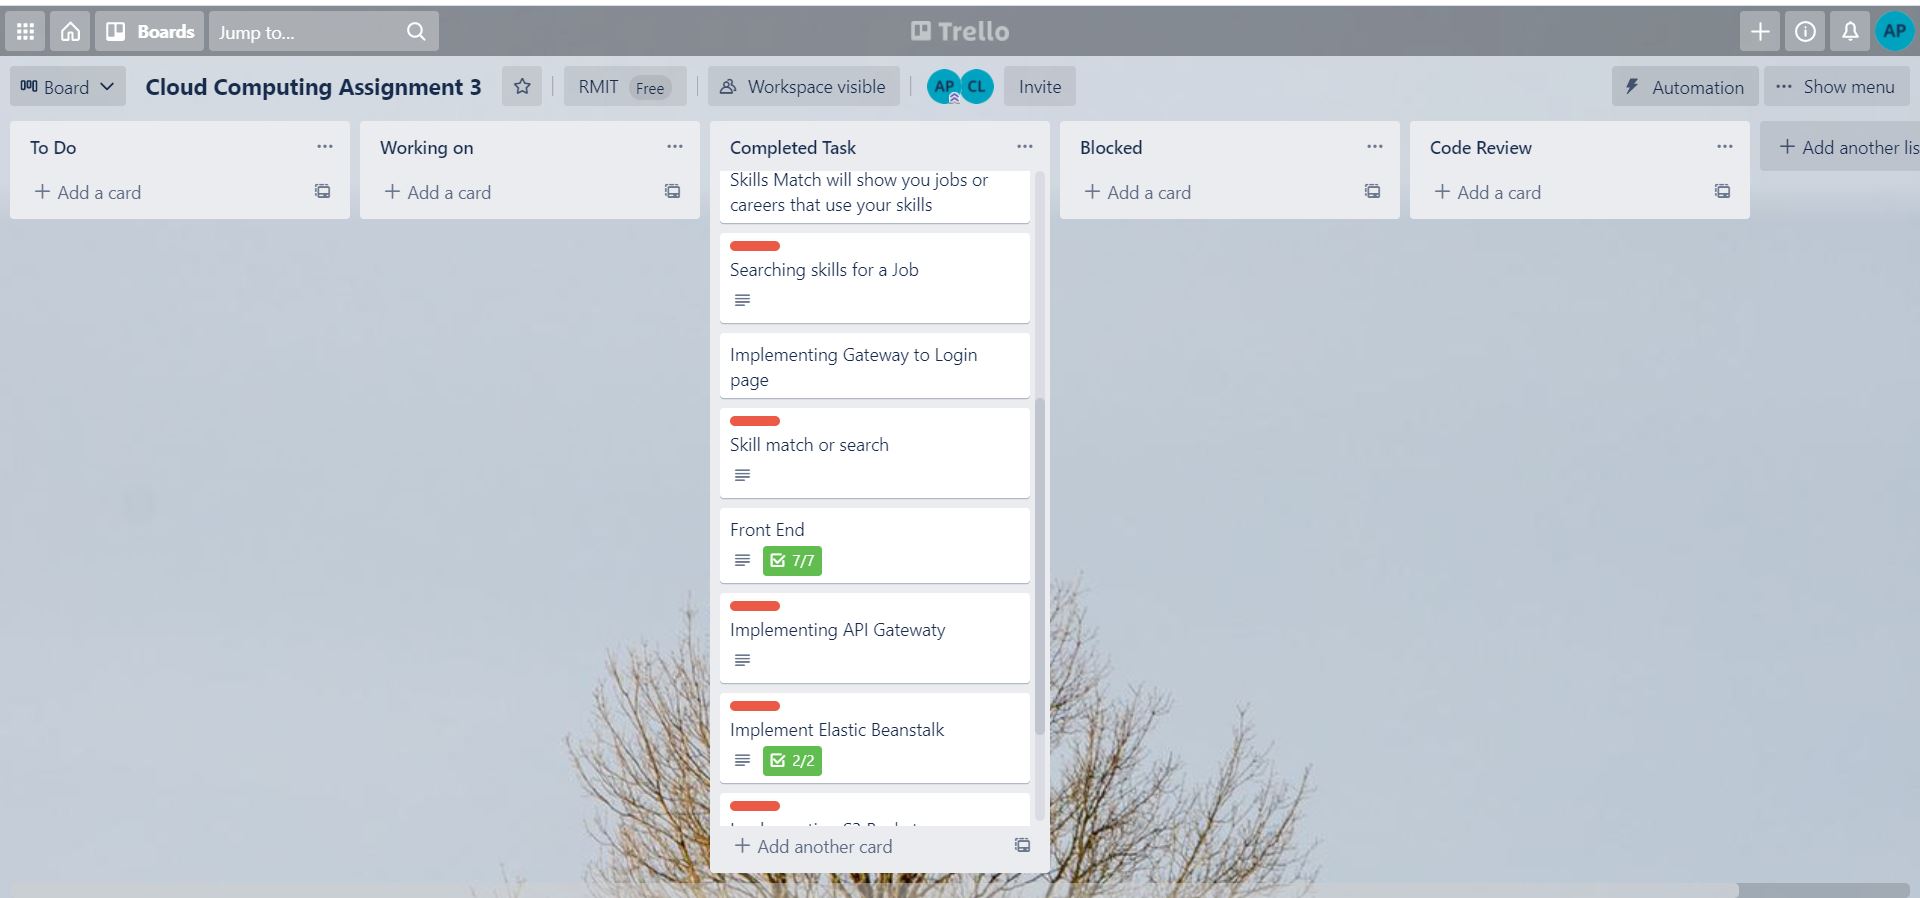 Boards
Jump to...
Trello
AP
Board
Cloud Computing Assignment 3
RMIT Free
Workspace visible
AP CL
Invite
Automation
Show menu
To Do
Add a card
Working on
Add a card
Completed Task
Skills Match will show you jobs or
careers that use your skills
Searching skills for a Job
Implementing Gateway to Login
page
Skill match or search
Front End
7/7
Implementing API Gatewaty
Implement Elastic Beanstalk
2/2
Add another card
Blocked
Add a card
Code Review
Add a card
Add another lis